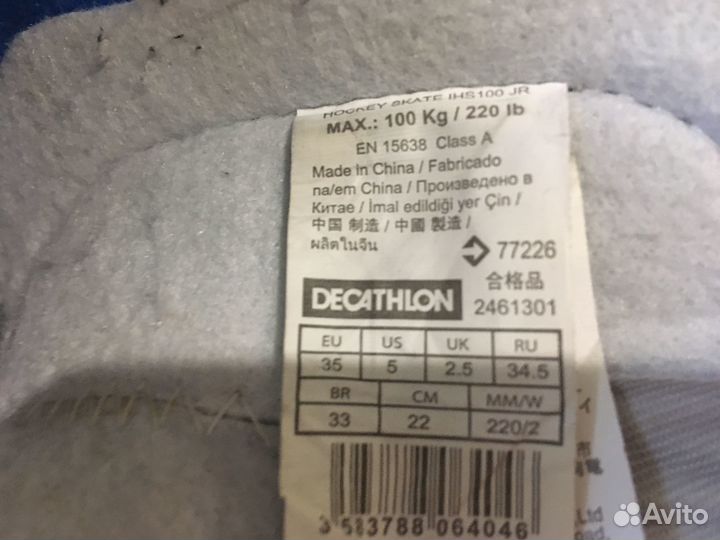 HOCKEY SKATE IHS100 JR
MAX.: 100 Kg / 220 lb
EN 15638 Class A
Made in China / Fabricado
na/em China / Произведено в
Китае / İmal edildiği yer Çin /
中国 制造 / 中國 製造 /
ผลิตในจีน
77226
合格品
DECATHLON 2461301
EU US UK RU
35 5 2.5 34.5
BR CM MM/W
33 22 220/2
3 583788 064046
Avito